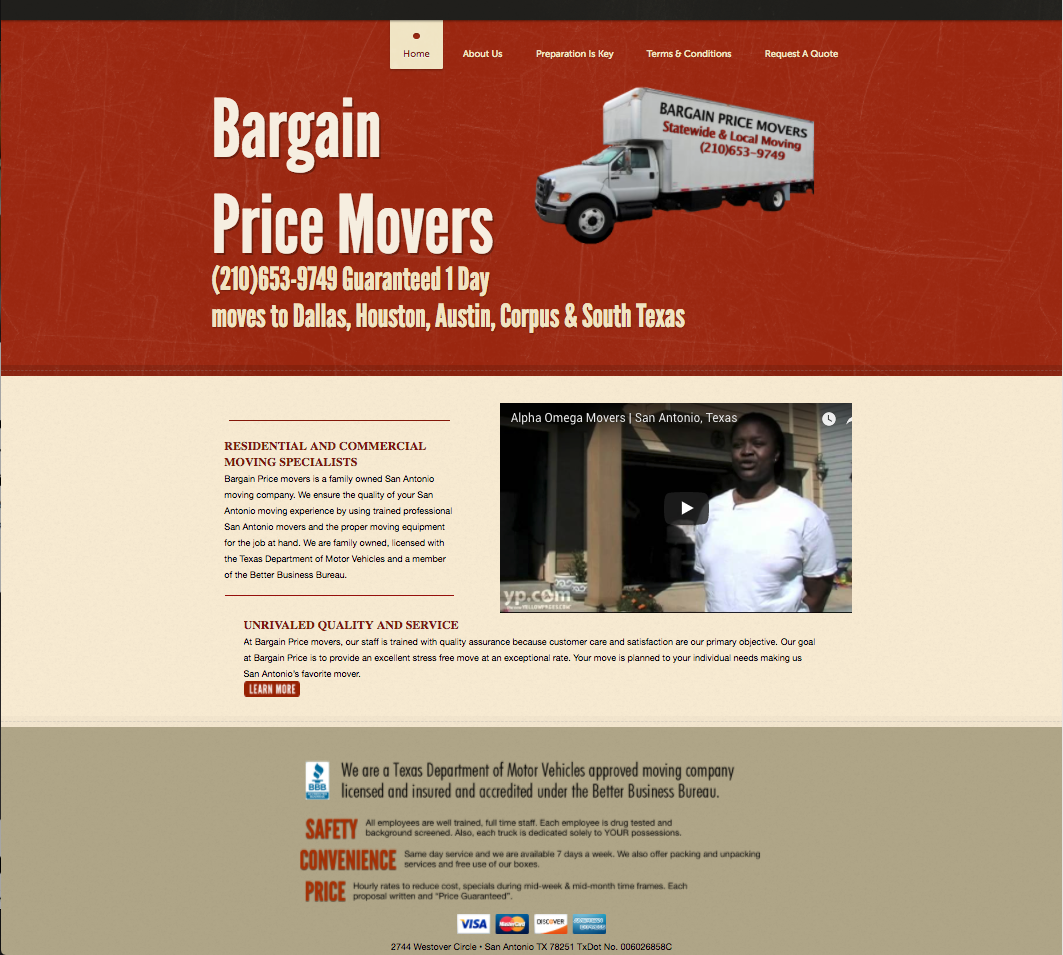 Home
About Us
Preparation Is Key
Terms & Conditions
Request A Quote
Bargain
Price Movers
BARGAIN PRICE MOVERS
Statewide & Local Moving
(210)653-9749
(210)653-9749 Guaranteed 1 Day
moves to Dallas, Houston, Austin, Corpus & South Texas
RESIDENTIAL AND COMMERCIAL
MOVING SPECIALISTS
Bargain Price movers is a family owned San Antonio
moving company. We ensure the quality of your San
Antonio moving experience by using trained professional
San Antonio movers and the proper moving equipment
for the job at hand. We are family owned, licensed with
the Texas Department of Motor Vehicles and a member
of the Better Business Bureau.
Alpha Omega Movers | San Antonio, Texas
yp.com
YELLOWPAGES.COM
UNRIVALED QUALITY AND SERVICE
At Bargain Price movers, our staff is trained with quality assurance because customer care and satisfaction are our primary objective. Our goal
at Bargain Price is to provide an excellent stress free move at an exceptional rate. Your move is planned to your individual needs making us
San Antonio's favorite mover.
LEARN MORE
BBB
We are a Texas Department of Motor Vehicles approved moving company
licensed and insured and accredited under the Better Business Bureau.
SAFETY
All employees are well trained, full time staff. Each employee is drug tested and
background screened. Also, each truck is dedicated solely to YOUR possessions.
CONVENIENCE
Same day service and we are available 7 days a week. We also offer packing and unpacking
services and free use of our boxes.
PRICE
Hourly rates to reduce cost, specials during mid-week & mid-month time frames. Each
proposal written and "Price Guaranteed".
VISA
MasterCard
DISCOVER
AMERICAN EXPRESS
2744 Westover Circle • San Antonio TX 78251 TxDot No. 006026858C